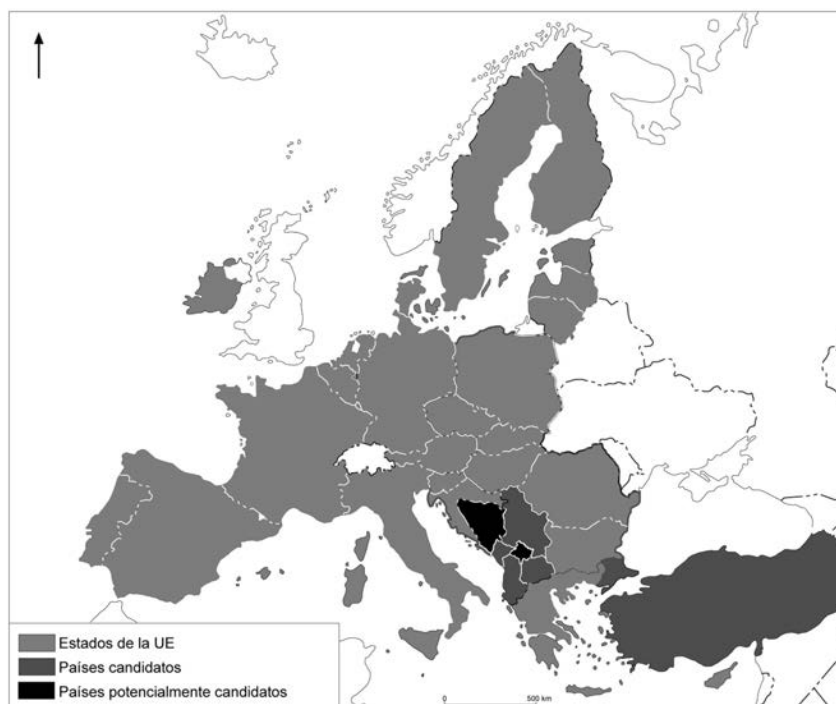 Estados de la UE
Países candidatos
Países potencialmente candidatos
0 500 km